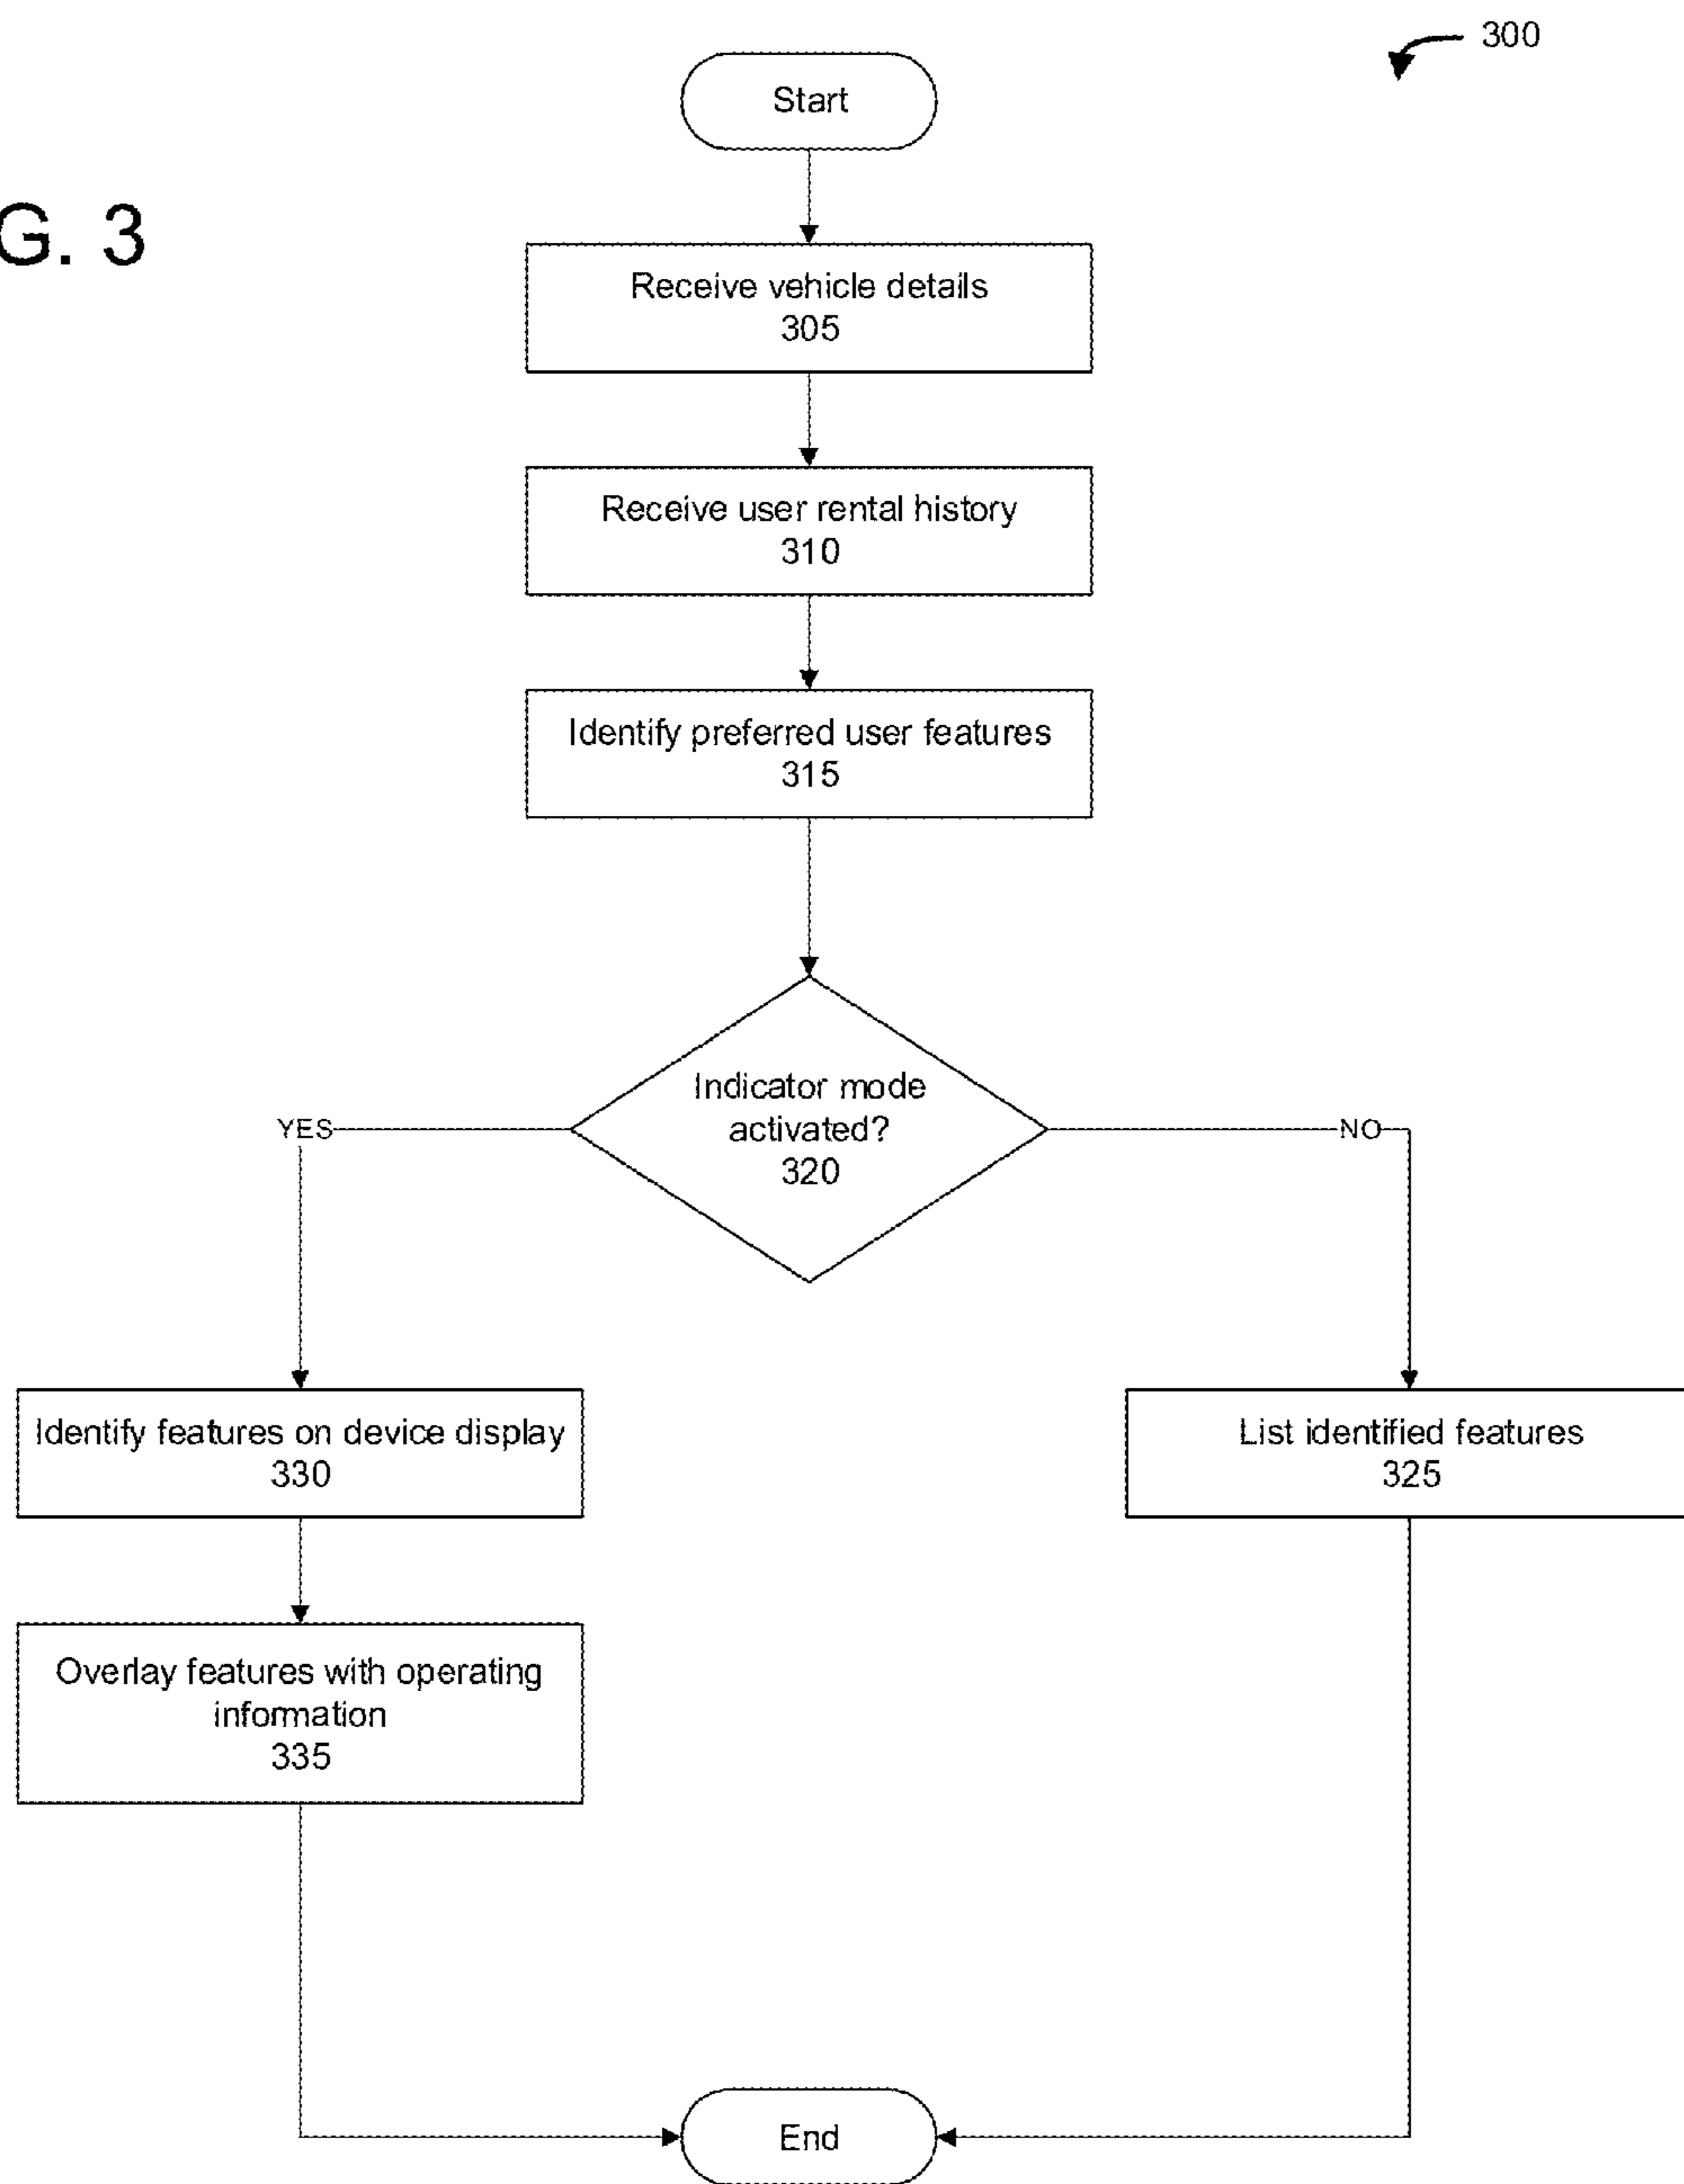 300
Start
G. 3
Receive vehicle details
305
Receive user rental history
310
Identify preferred user features
315
Indicator mode
activated?
320
YES
NO
Identify features on device display
330
List identified features
325
Overlay features with operating
information
335
End